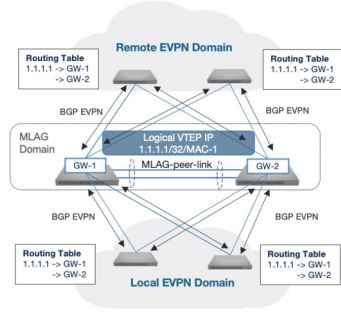 Remote EVPN Domain
Routing Table
1.1.1.1 -> GW-1
-> GW-2
Routing Table
1.1.1.1 -> GW-1
-> GW-2
BGP EVPN
BGP EVPN
MLAG
Domain
Logical VTEP IP
1.1.1.1/32/MAC-1
GW-1
MLAG-peer-link
GW-2
BGP EVPN
BGP EVPN
Routing Table
1.1.1.1 -> GW-1
-> GW-2
Routing Table
1.1.1.1 -> GW-1
-> GW-2
Local EVPN Domain